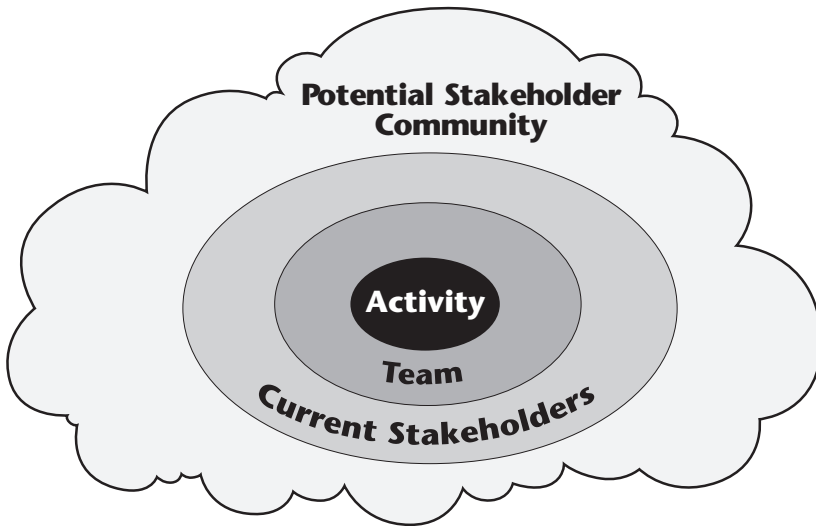 Potential Stakeholder
Community
Activity
Team
Current Stakeholders